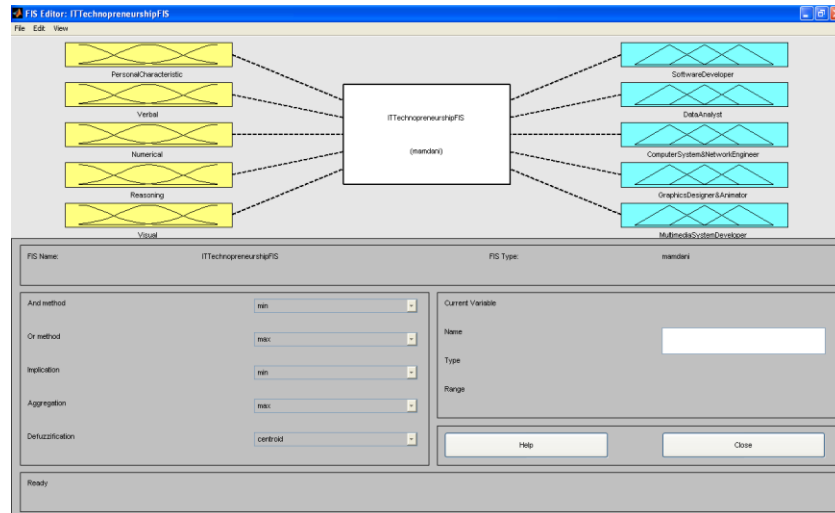 FIS Editor: ITTechnopreneurshipFIS
File Edit View
PersonalCharacteristic
SoftwareDeveloper
Verbal
DataAnalyst
ITTechnopreneurshipFIS
Numerical
ComputerSystem&NetworkEngineer
(mamdani)
Reasoning
GraphicsDesigner&Animator
Visual
MultimediaSystemDeveloper
FIS Name: ITTechnopreneurshipFIS FIS Type: mamdani
And method min
Or method max
Implication min
Aggregation max
Defuzzification centroid
Current Variable
Name
Type
Range
Help Close
Ready